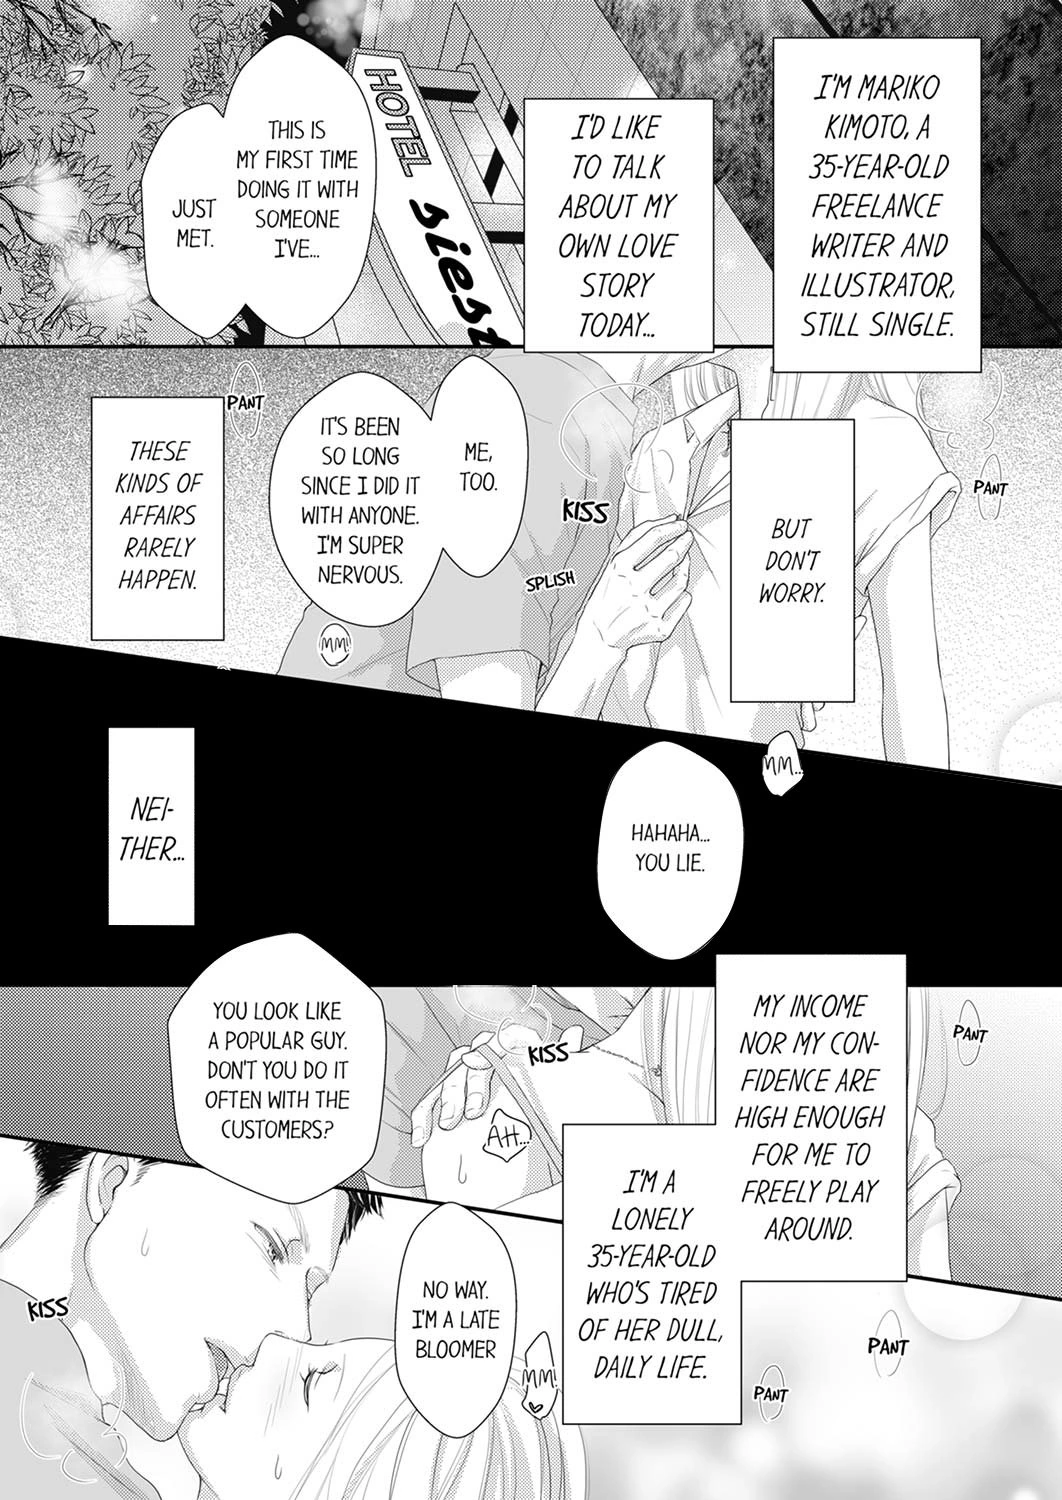 I'M MARIKO
KIMOTO, A
35-YEAR-OLD
FREELANCE
WRITER AND
ILLUSTRATOR,
STILL SINGLE.
I'D LIKE
TO TALK
ABOUT MY
OWN LOVE
STORY
TODAY...
HOTEL
siest
THIS IS
MY FIRST TIME
DOING IT WITH
SOMEONE
I'VE...
JUST
MET.
PANT
BUT
DON'T
WORRY.
PANT
KISS
SPLISH
ME,
TOO.
IT'S BEEN
SO LONG
SINCE I DID IT
WITH ANYONE.
I'M SUPER
NERVOUS.
MM!
THESE
KINDS OF
AFFAIRS
RARELY
HAPPEN.
MM...
HAHAHA...
YOU LIE.
NEI-
THER...
MY INCOME
NOR MY CON-
FIDENCE ARE
HIGH ENOUGH
FOR ME TO
FREELY PLAY
AROUND.
PANT
KISS
AH...
YOU LOOK LIKE
A POPULAR GUY.
DON'T YOU DO IT
OFTEN WITH THE
CUSTOMERS?
I'M A
LONELY
35-YEAR-OLD
WHO'S TIRED
OF HER DULL,
DAILY LIFE.
NO WAY.
I'M A LATE
BLOOMER
MM!
KISS
PANT
PANT